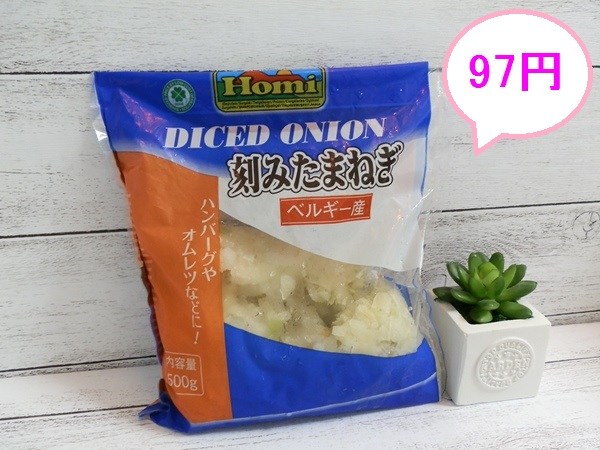 97円
Homi
DICED ONION
刻みたまねぎ
ベルギー産
ハンバーグや
オムレツなどに!
内容量
500g